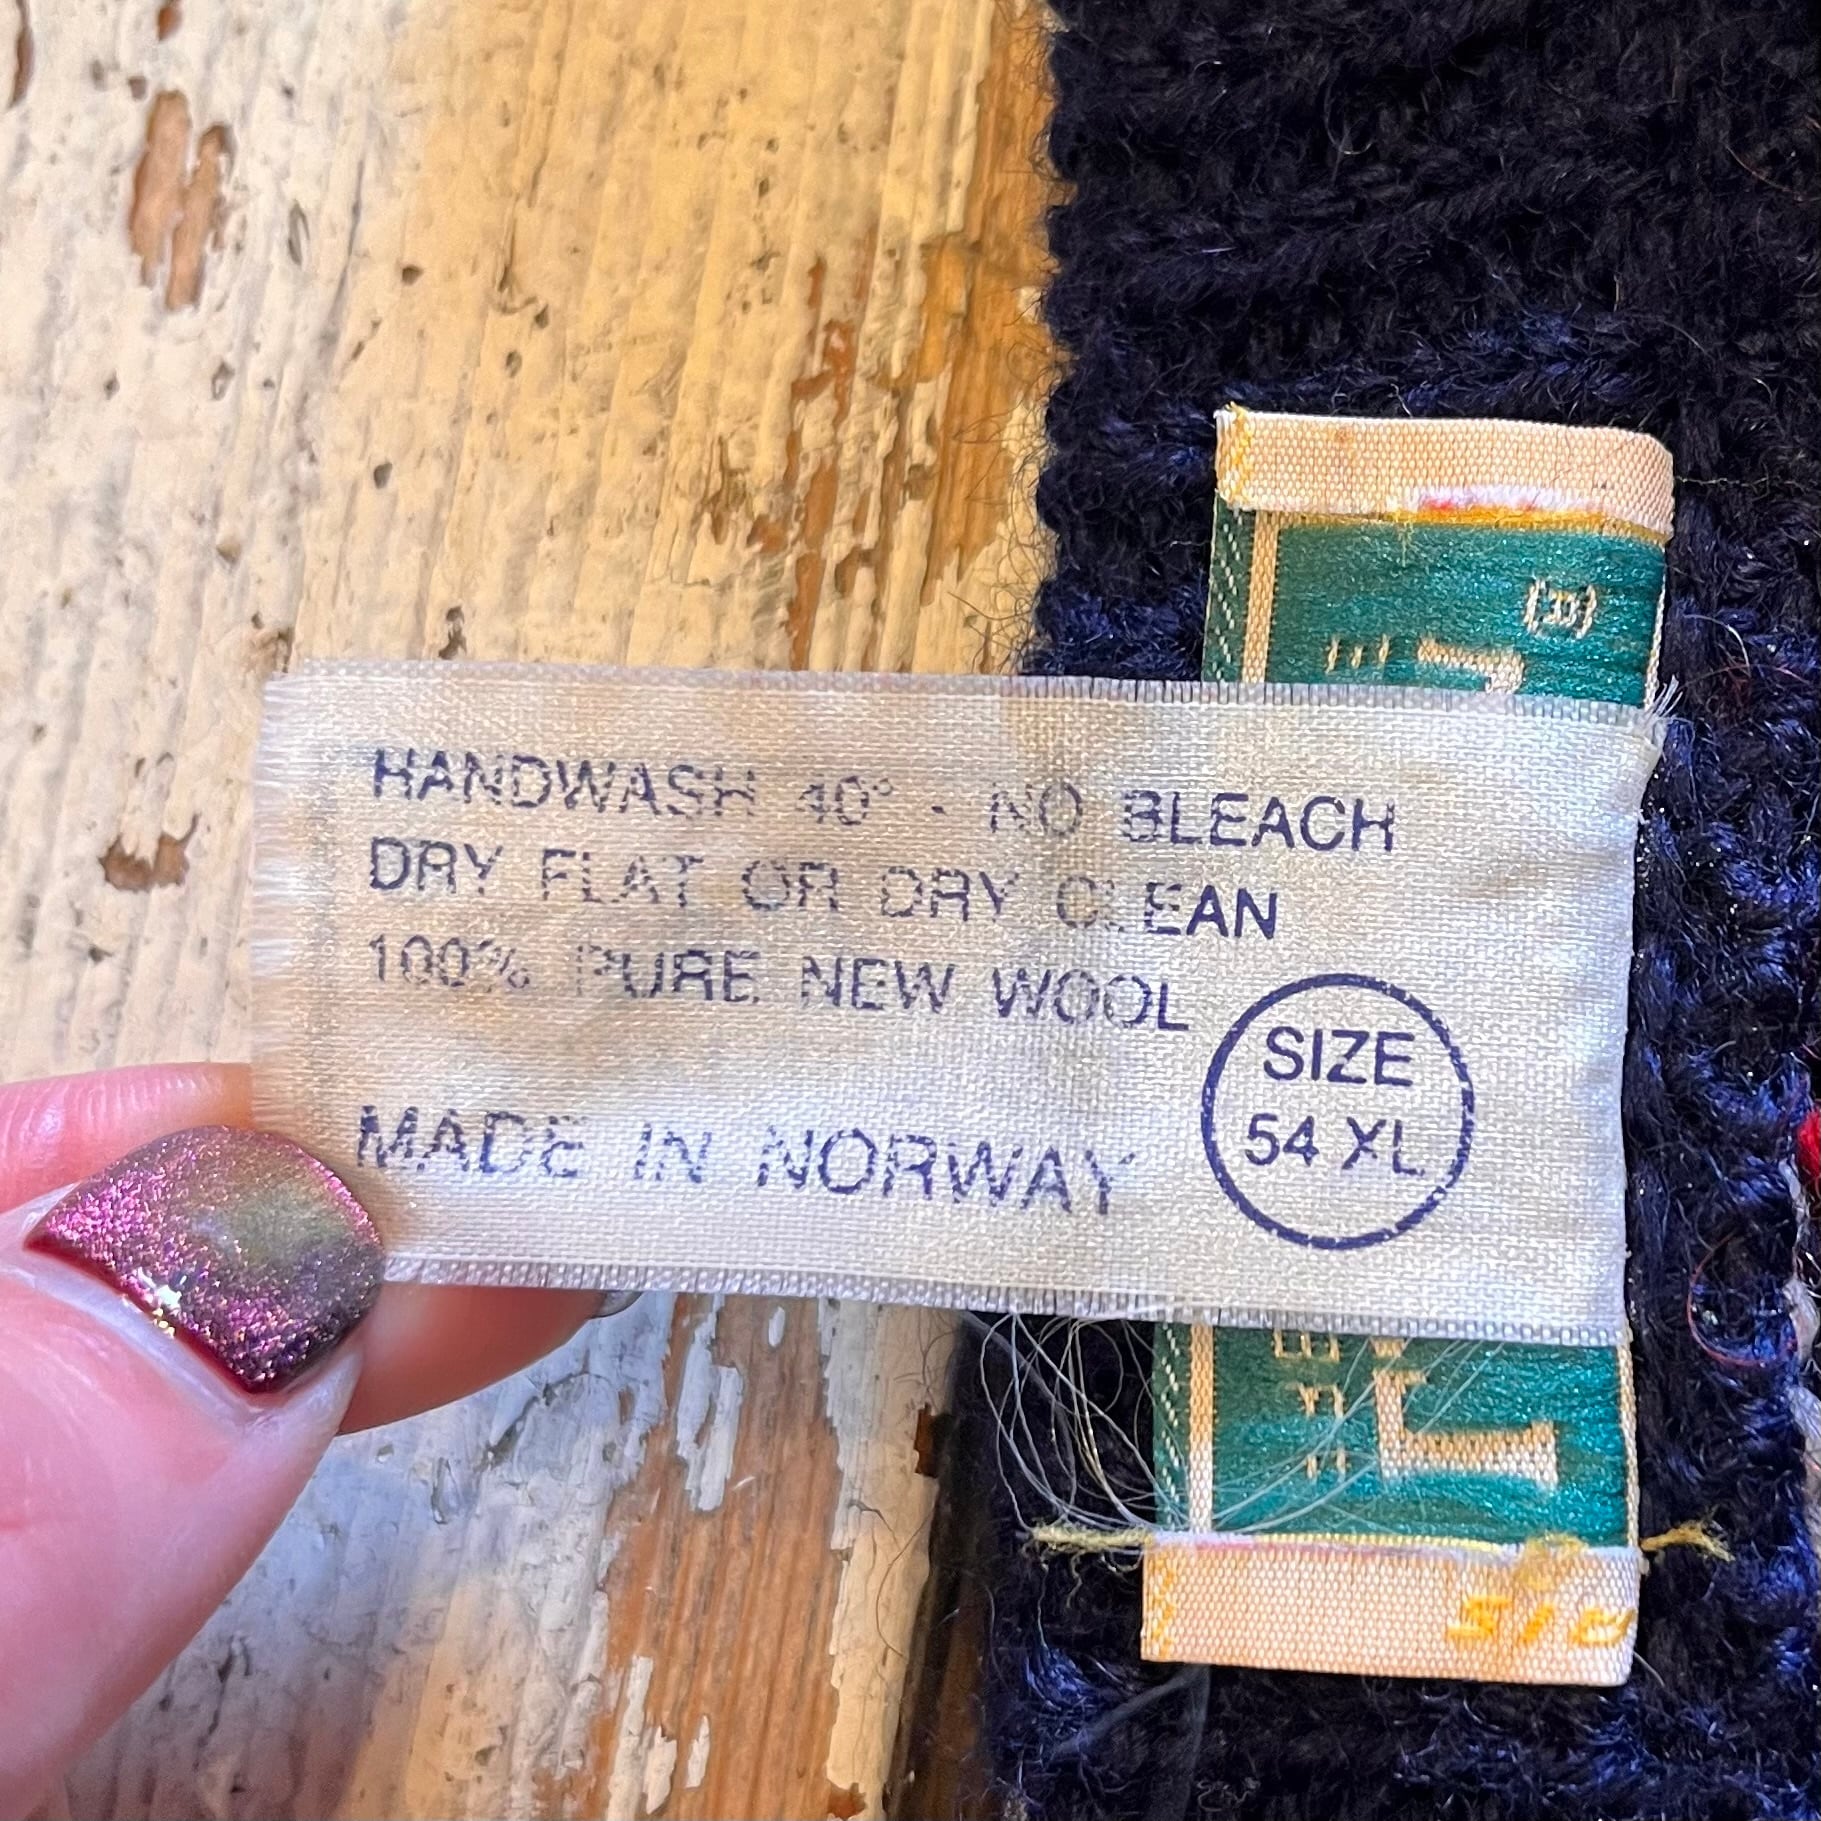 HANDWASH 40° - NO BLEACH
DRY FLAT OR DRY CLEAN
100% PURE NEW WOOL
MADE IN NORWAY
SIZE
54 XL